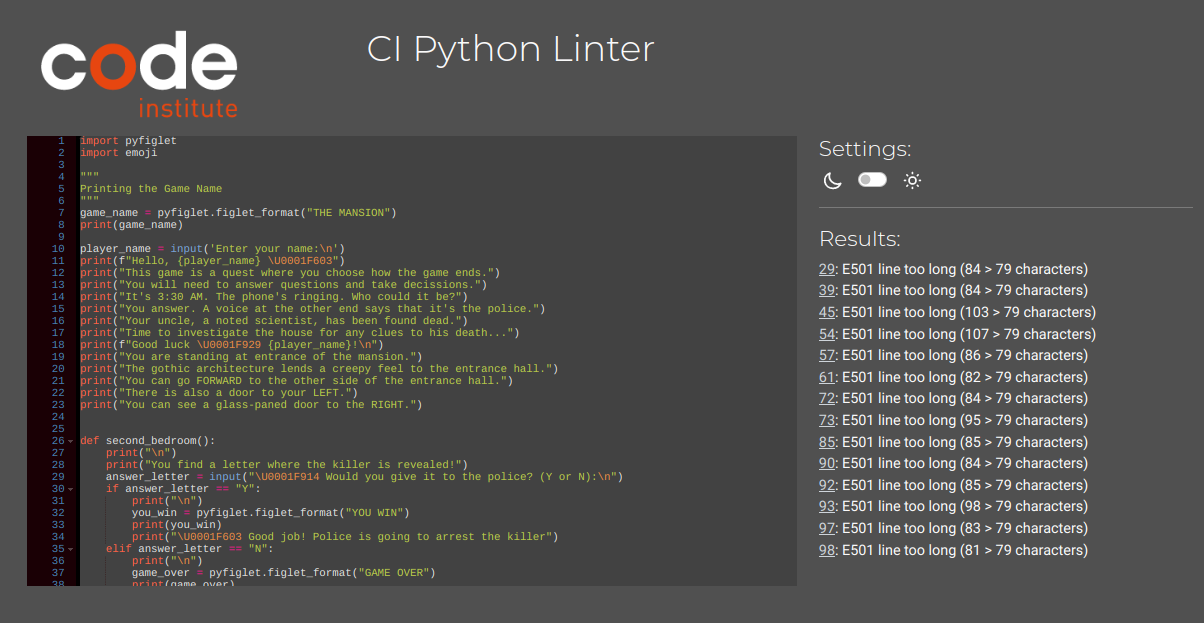 code
institute
CI Python Linter
1 import pyfiglet
2 import emoji
3
4 """
5 Printing the Game Name
6 """
7 game_name = pyfiglet.figlet_format("THE MANSION")
8 print(game_name)
9
10 player_name = input('Enter your name:\n')
11 print(f"Hello, {player_name} \U0001F603")
12 print("This game is a quest where you choose how the game ends.")
13 print("You will need to answer questions and take decissions.")
14 print("It's 3:30 AM. The phone's ringing. Who could it be?")
15 print("You answer. A voice at the other end says that it's the police.")
16 print("Your uncle, a noted scientist, has been found dead.")
17 print("Time to investigate the house for any clues to his death...")
18 print(f"Good luck \U0001F929 {player_name}!\n")
19 print("You are standing at entrance of the mansion.")
20 print("The gothic architecture lends a creepy feel to the entrance hall.")
21 print("You can go FORWARD to the other side of the entrance hall.")
22 print("There is also a door to your LEFT.")
23 print("You can see a glass-paned door to the RIGHT.")
24
25
26 def second_bedroom():
27     print("\n")
28     print("You find a letter where the killer is revealed!")
29     answer_letter = input("\U0001F914 Would you give it to the police? (Y or N):\n")
30     if answer_letter == "Y":
31         print("\n")
32         you_win = pyfiglet.figlet_format("YOU WIN")
33         print(you_win)
34         print("\U0001F603 Good job! Police is going to arrest the killer")
35     elif answer_letter == "N":
36         print("\n")
37         game_over = pyfiglet.figlet_format("GAME OVER")
38         print(game_over)
Settings:
Results:
29: E501 line too long (84 > 79 characters)
39: E501 line too long (84 > 79 characters)
45: E501 line too long (103 > 79 characters)
54: E501 line too long (107 > 79 characters)
57: E501 line too long (86 > 79 characters)
61: E501 line too long (82 > 79 characters)
72: E501 line too long (84 > 79 characters)
73: E501 line too long (95 > 79 characters)
85: E501 line too long (85 > 79 characters)
90: E501 line too long (84 > 79 characters)
92: E501 line too long (85 > 79 characters)
93: E501 line too long (98 > 79 characters)
97: E501 line too long (83 > 79 characters)
98: E501 line too long (81 > 79 characters)